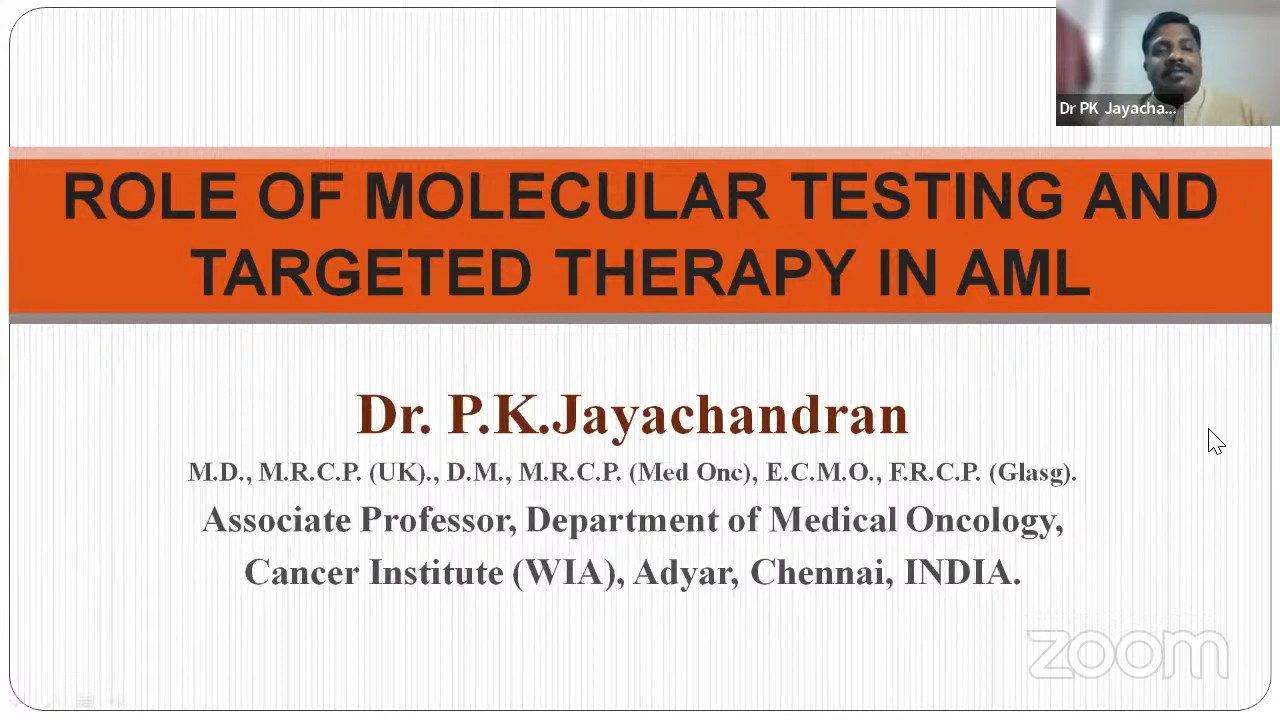 Dr PK Jayacha...
ROLE OF MOLECULAR TESTING AND
TARGETED THERAPY IN AML
Dr. P.K.Jayachandran
M.D., M.R.C.P. (UK)., D.M., M.R.C.P. (Med Onc), E.C.M.O., F.R.C.P. (Glasg).
Associate Professor, Department of Medical Oncology,
Cancer Institute (WIA), Adyar, Chennai, INDIA.
zoom